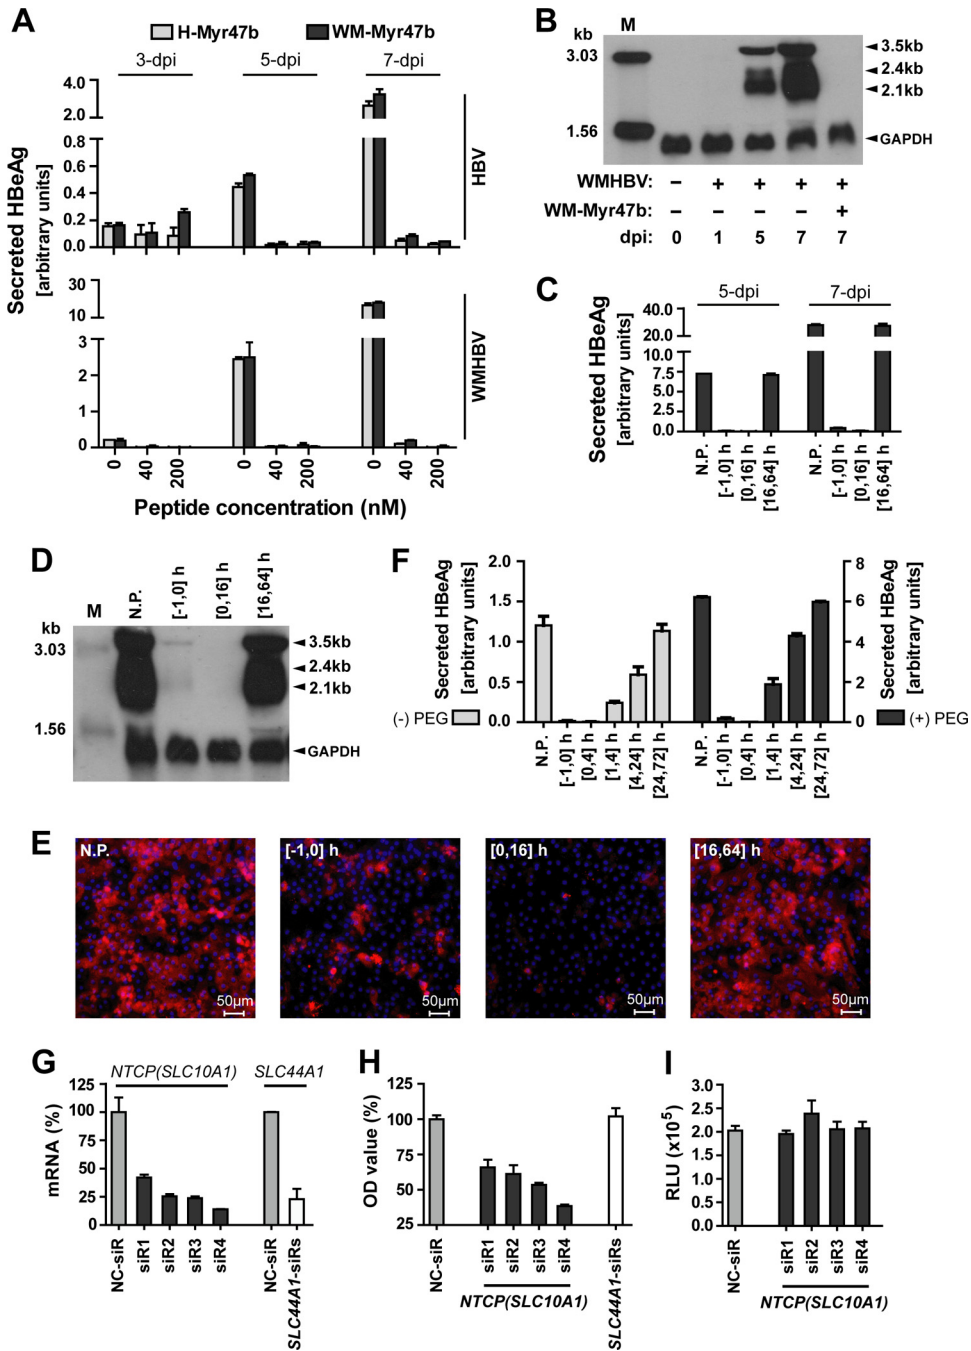 A
H-Myr47b WM-Myr47b
3-dpi 5-dpi 7-dpi
Secreted HBeAg
[arbitrary units]
4.0
2.0
0.8
0.6
0.4
0.2
0.0
HBV
30
10
3
2
1
0
WMHBV
0 40 200 0 40 200 0 40 200
Peptide concentration (nM)
B
kb M
3.03
1.56
3.5kb
2.4kb
2.1kb
GAPDH
WMHBV: – + + + +
WM-Myr47b: – – – – +
dpi: 0 1 5 7 7
C
5-dpi 7-dpi
Secreted HBeAg
[arbitrary units]
40.0
20.0
10.0
7.5
5.0
2.5
0.0
N.P. [-1,0] h [0,16] h [16,64] h N.P. [-1,0] h [0,16] h [16,64] h
D
M N.P. [-1,0] h [0,16] h [16,64] h
kb
3.03
1.56
3.5kb
2.4kb
2.1kb
GAPDH
F
Secreted HBeAg
[arbitrary units]
2.0
1.5
1.0
0.5
0.0
(-) PEG
8
6
4
2
0
Secreted HBeAg
[arbitrary units]
(+) PEG
N.P. [-1,0] h [0,4] h [1,4] h [4,24] h [24,72] h N.P. [-1,0] h [0,4] h [1,4] h [4,24] h [24,72] h
E
N.P. [-1,0] h [0,16] h [16,64] h
50μm 50μm 50μm 50μm
G
NTCP(SLC10A1) SLC44A1
mRNA (%)
125
100
75
50
25
0
NC-siR siR1 siR2 siR3 siR4 NC-siR SLC44A1-siRs
H
OD value (%)
125
100
75
50
25
NC-siR siR1 siR2 siR3 siR4 SLC44A1-siRs
NTCP(SLC10A1)
I
RLU (x10⁵)
3.0
2.5
2.0
1.5
1.0
0.5
0.0
NC-siR siR1 siR2 siR3 siR4
NTCP(SLC10A1)